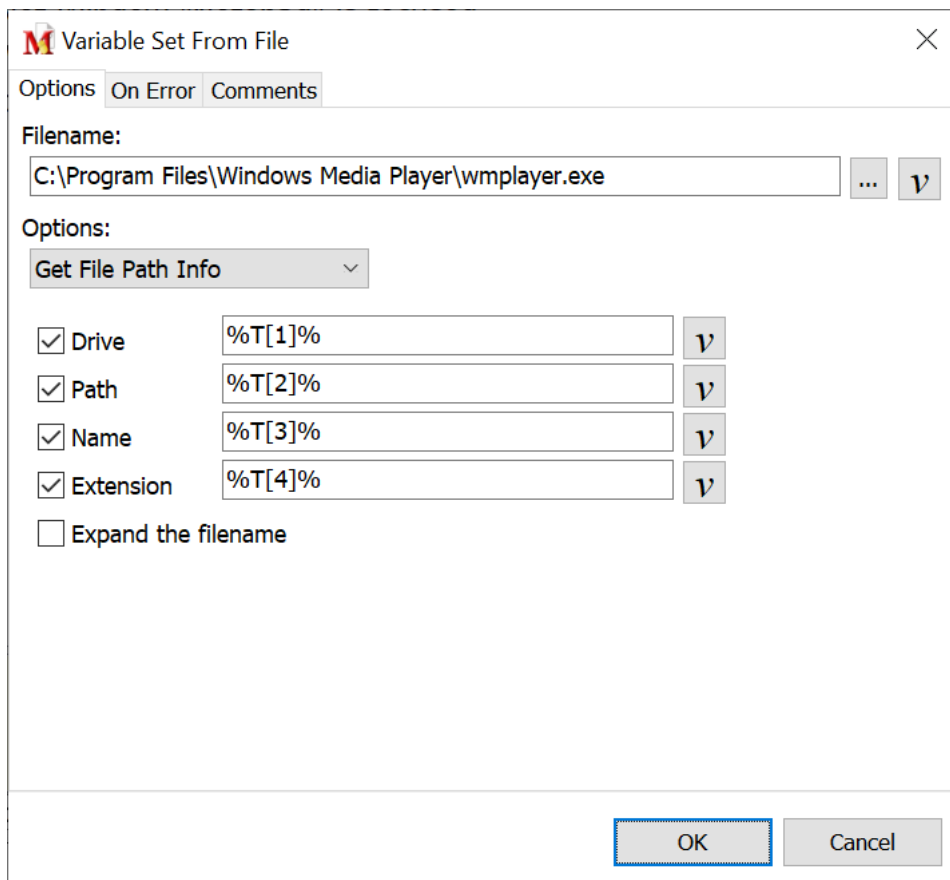 Variable Set From File
Options On Error Comments
Filename:
C:\Program Files\Windows Media Player\wmplayer.exe ... v
Options:
Get File Path Info
Drive %T[1]% v
Path %T[2]% v
Name %T[3]% v
Extension %T[4]% v
Expand the filename
OK Cancel